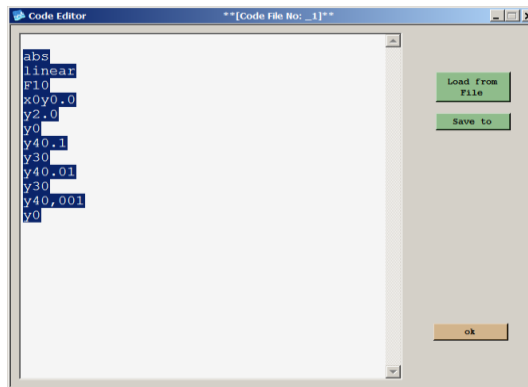 Code Editor **[Code File No: _1]**
abs
linear
F10
x0y0.0
y2.0
y0
y40.1
y30
y40.01
y30
y40,001
y0
Load from
File
Save to
ok